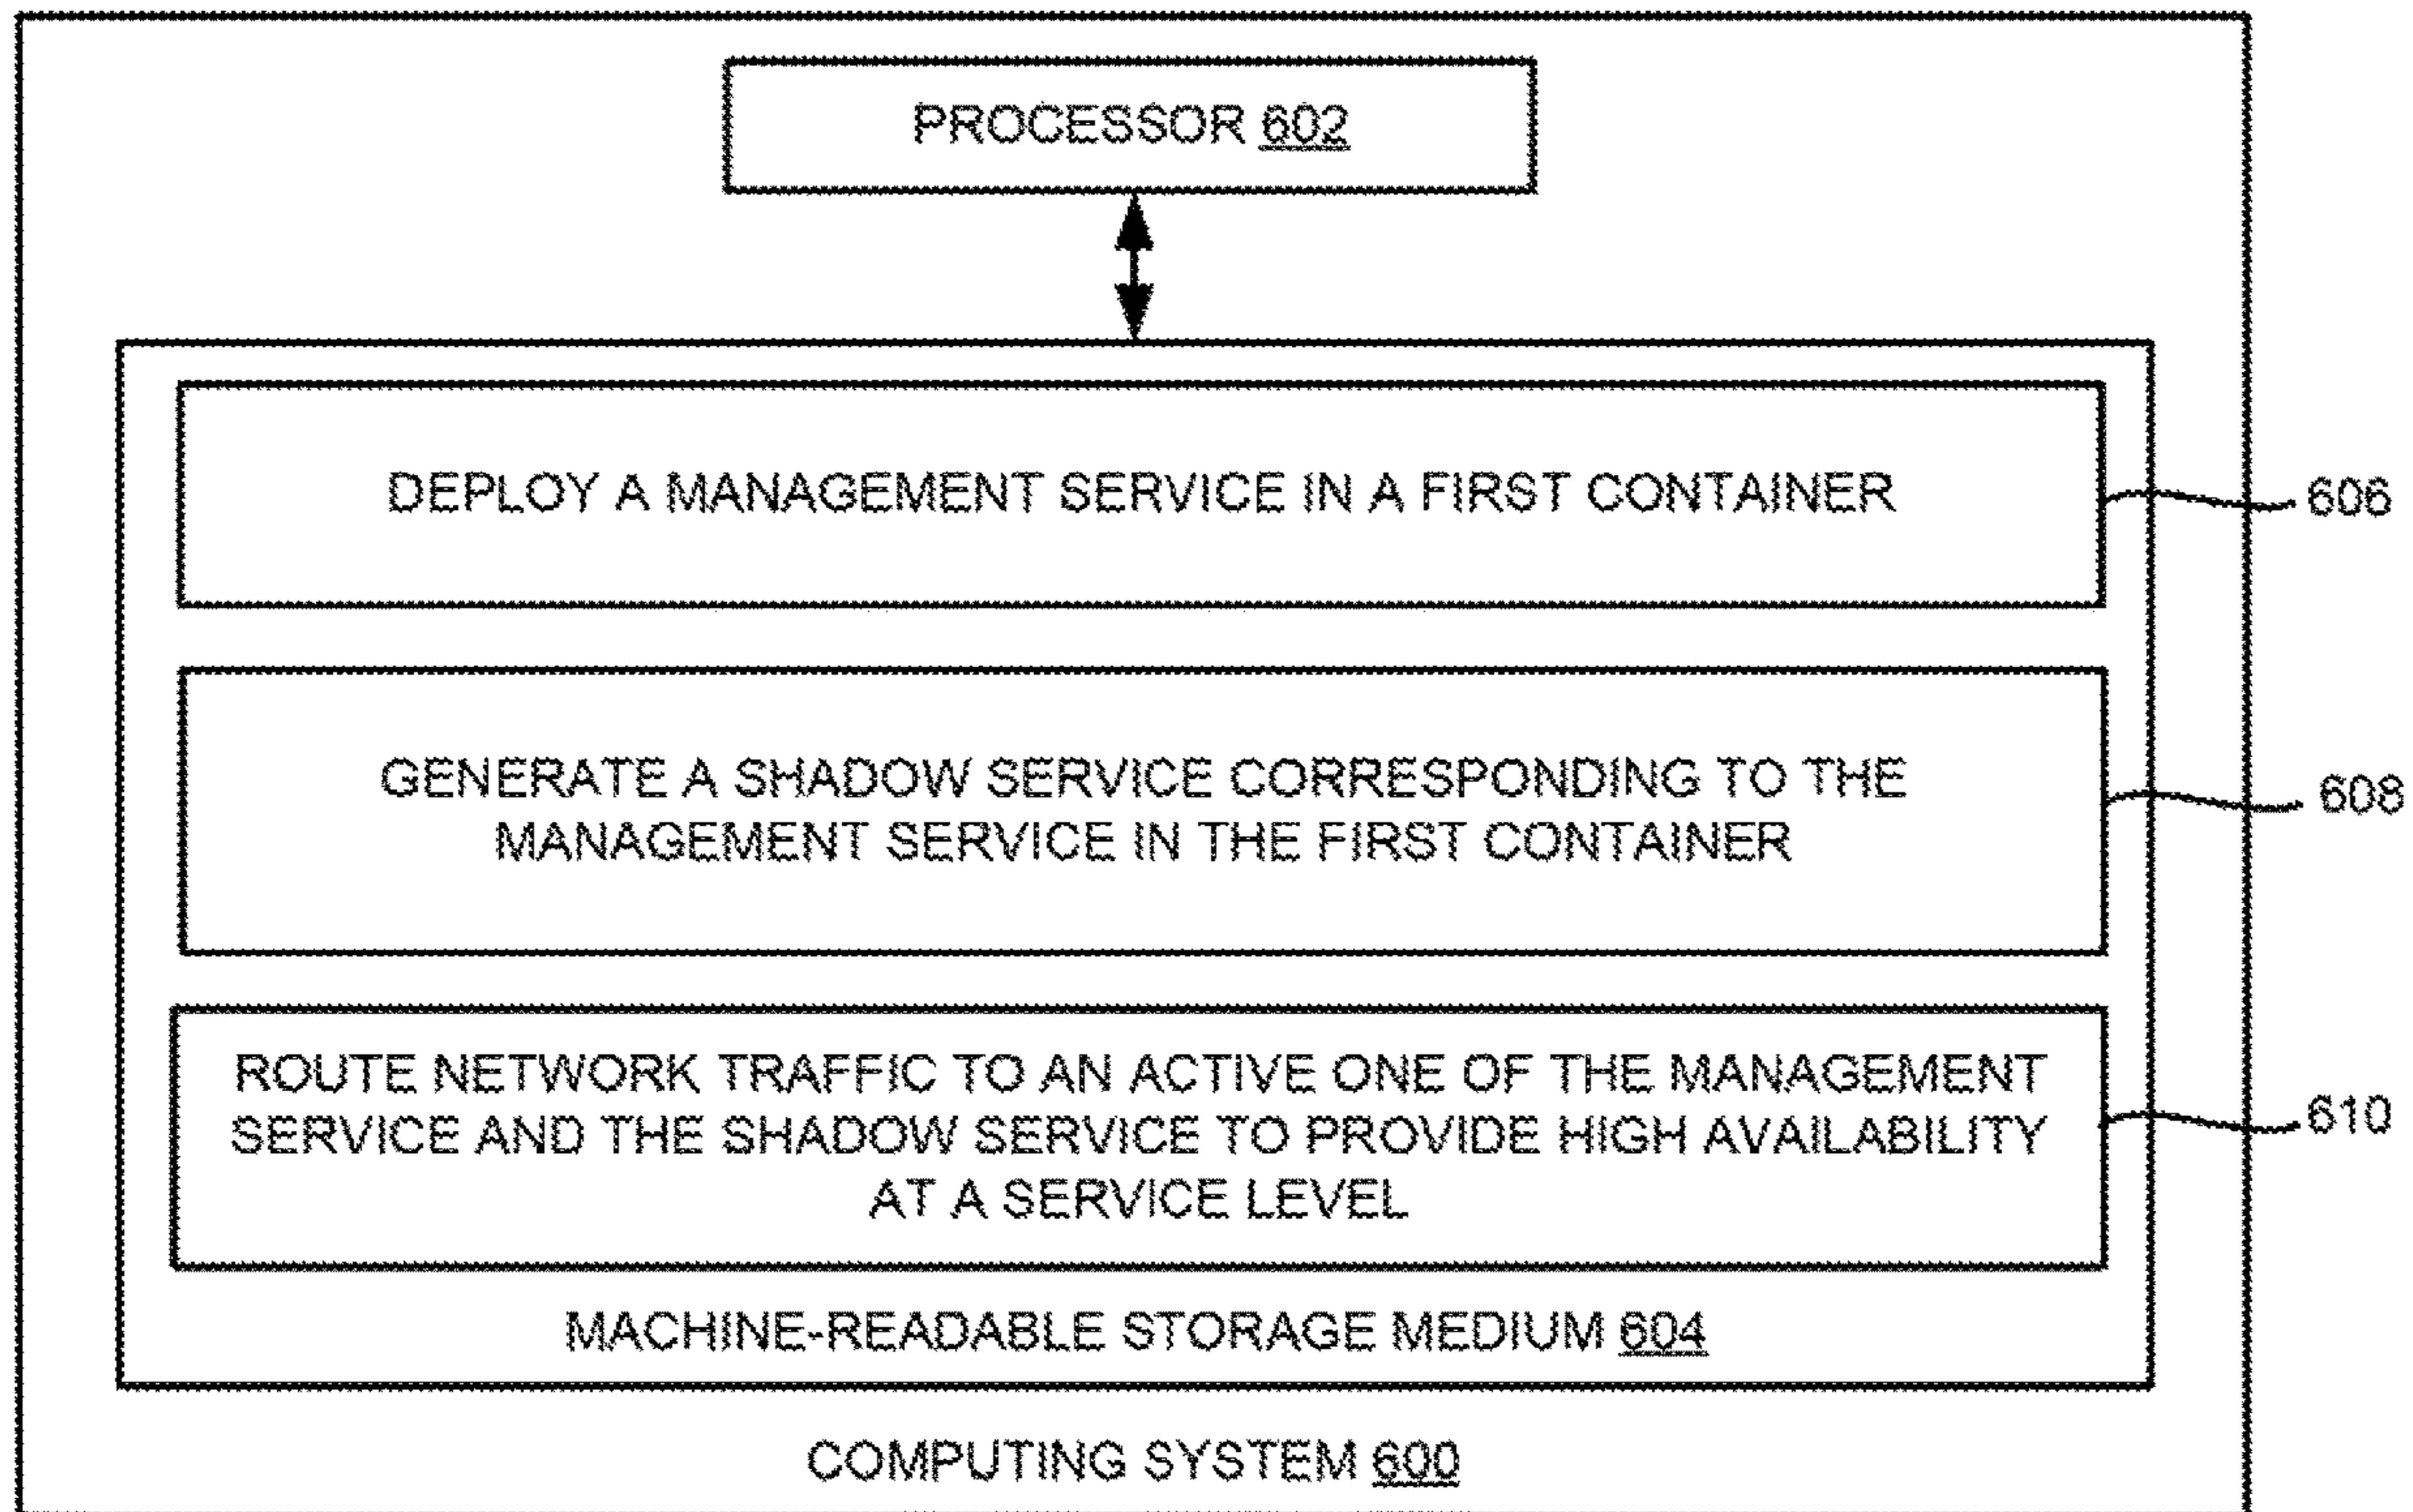 PROCESSOR 602
DEPLOY A MANAGEMENT SERVICE IN A FIRST CONTAINER
606
GENERATE A SHADOW SERVICE CORRESPONDING TO THE
MANAGEMENT SERVICE IN THE FIRST CONTAINER
608
ROUTE NETWORK TRAFFIC TO AN ACTIVE ONE OF THE MANAGEMENT
SERVICE AND THE SHADOW SERVICE TO PROVIDE HIGH AVAILABILITY
AT A SERVICE LEVEL
610
MACHINE-READABLE STORAGE MEDIUM 604
COMPUTING SYSTEM 600